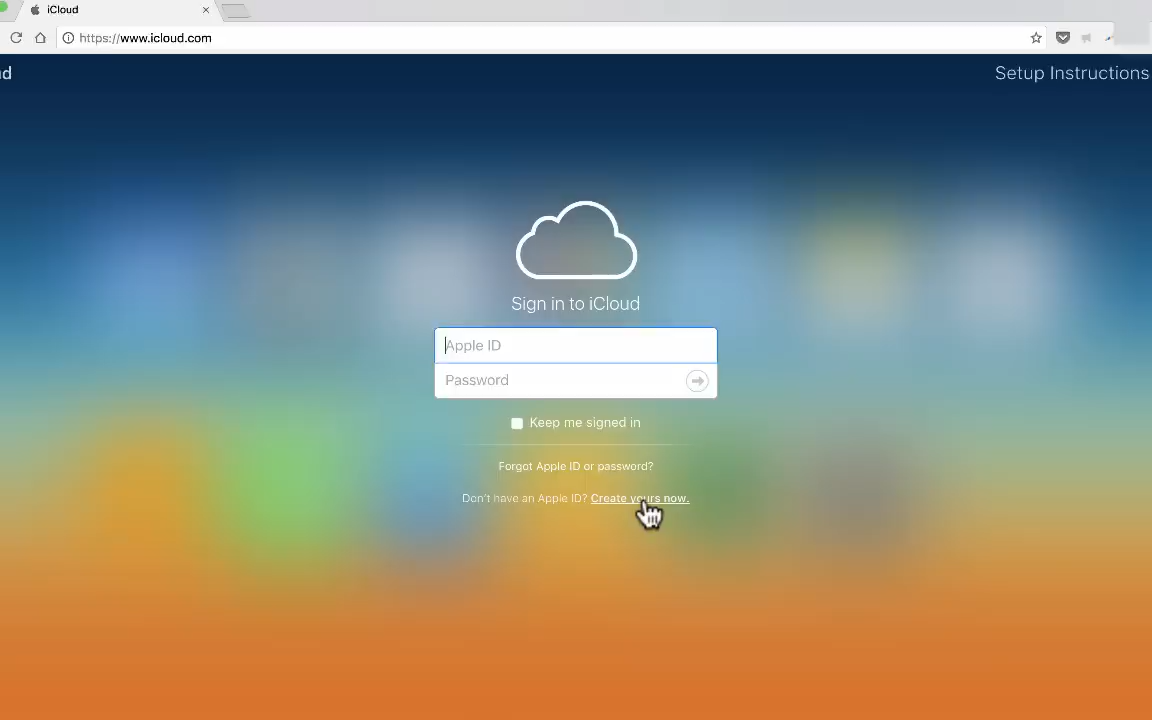 iCloud
https://www.icloud.com
d
Setup Instructions
Sign in to iCloud
Apple ID
Password
Keep me signed in
Forgot Apple ID or password?
Don't have an Apple ID? Create yours now.